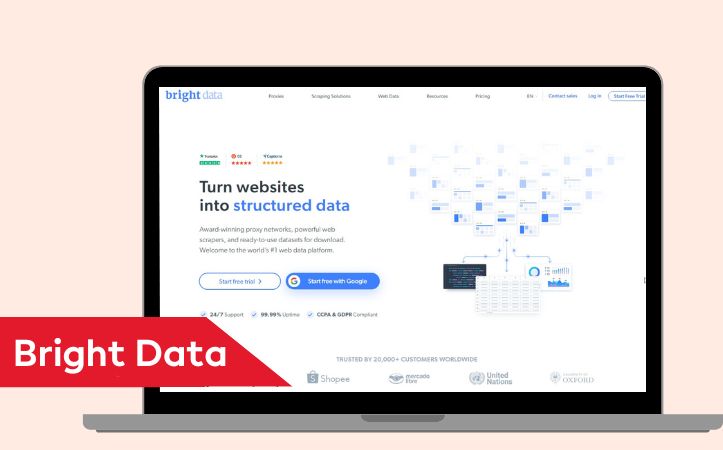 bright data
Proxies Scraping Solutions Web Data Resources Pricing EN Contact sales Log in Start Free Trial
Trustpilot G2 Capterra
Turn websites
into structured data
Award-winning proxy networks, powerful web
scrapers, and ready-to-use datasets for download.
Welcome to the world's #1 web data platform.
Start free trial
Start free with Google
24/7 Support 99.99% Uptime CCPA & GDPR Compliant
Bright Data
TRUSTED BY 20,000+ CUSTOMERS WORLDWIDE
Shopee
mercado
libre
United
Nations
UNIVERSITY OF
OXFORD